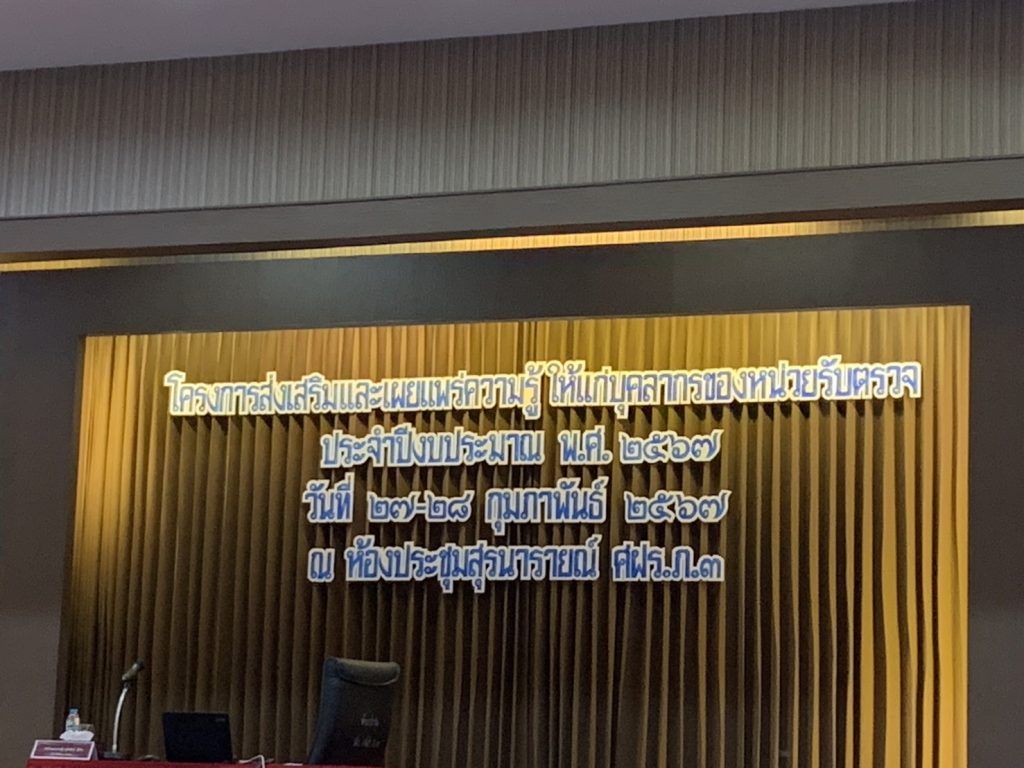 โครงการส่งเสริมและเผยแพร่ความรู้ ให้แก่บุคลากรของหน่วยรับตรวจ
ประจำปีงบประมาณ พ.ศ. ๒๕๖๗
วันที่ ๒๗-๒๘ กุมภาพันธ์ ๒๕๖๗
ณ ห้องประชุมสุรนารายณ์ ศฝร.ภ.๓